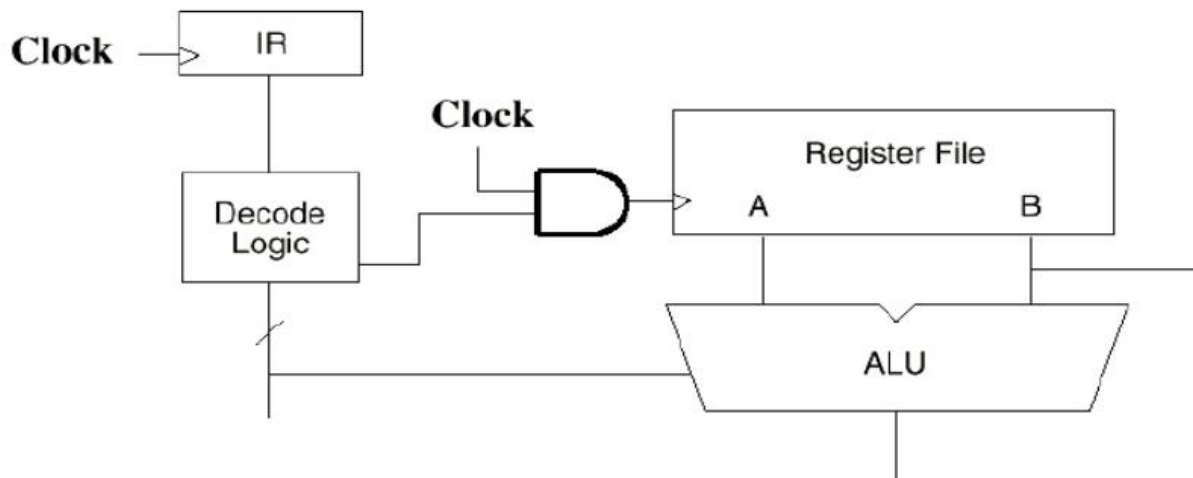 Clock
IR
Clock
Register File
A
B
Decode
Logic
ALU